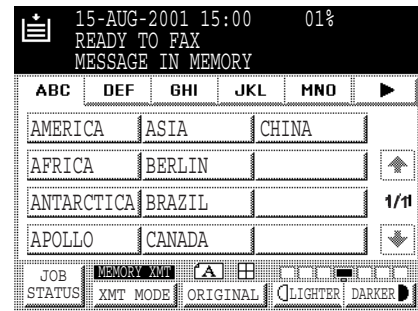 15-AUG-2001 15:00 01%
READY TO FAX
MESSAGE IN MEMORY
ABC DEF GHI JKL MNO
AMERICA ASIA CHINA
AFRICA BERLIN
ANTARCTICA BRAZIL 1/1
APOLLO CANADA
JOB STATUS
MEMORY XMT A
XMT MODE ORIGINAL LIGHTER DARKER